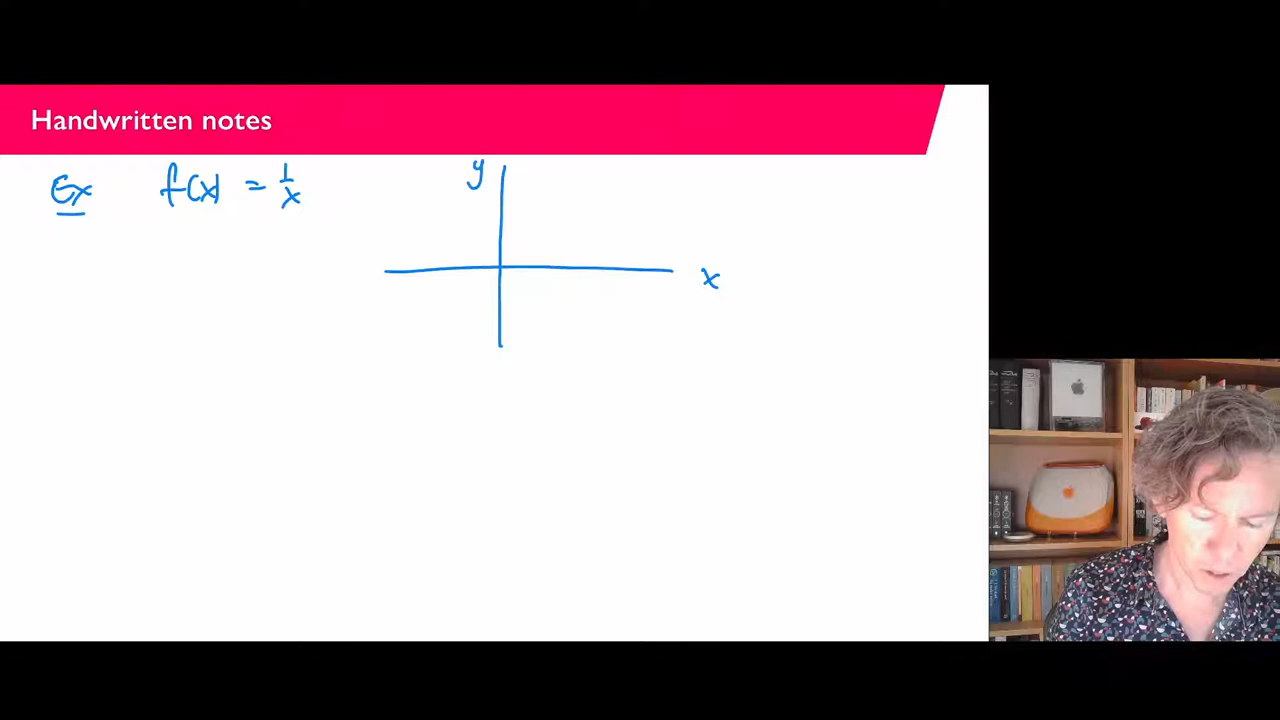 Handwritten notes
Ex f(x) = 1/x
y
x